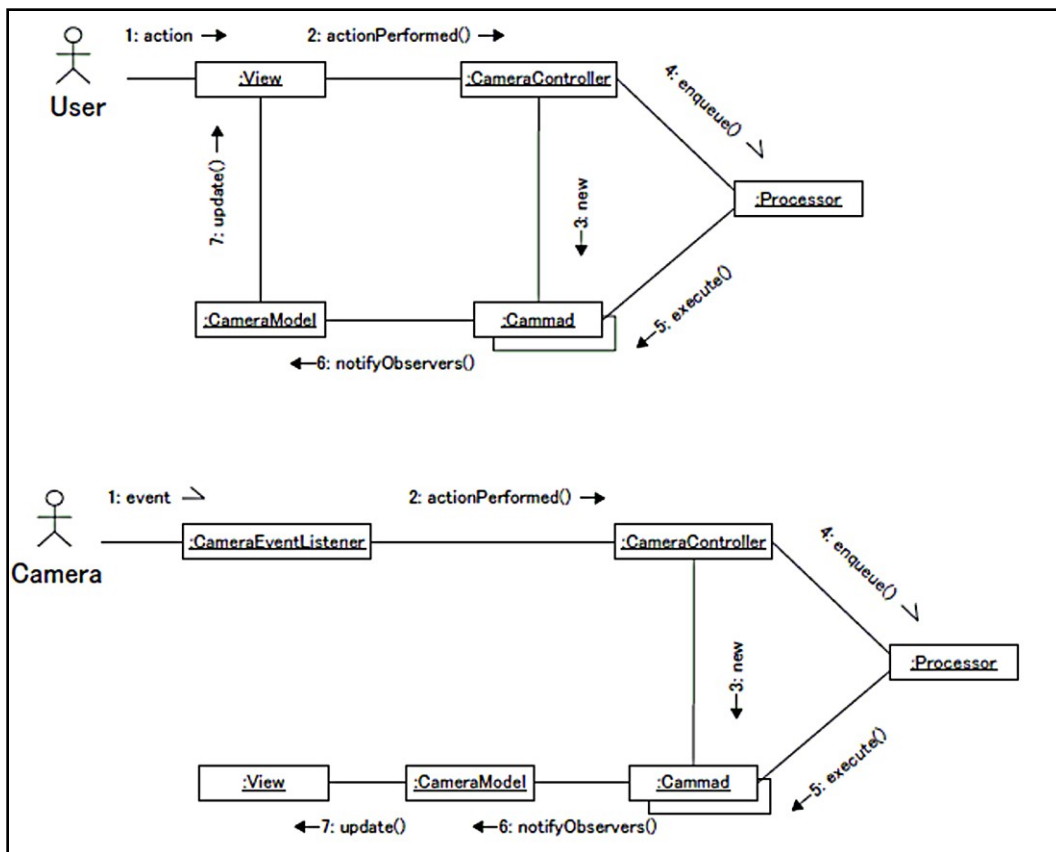 1: action →
2: actionPerformed() →
:View
:CameraController
User
4: enqueue()
7: update() →
3: new
:Processor
5: execute()
:CameraModel
:Cammad
←6: notifyObservers()
1: event
2: actionPerformed() →
:CameraEventListener
:CameraController
Camera
4: enqueue()
3: new
:Processor
5: execute()
:View
:CameraModel
:Cammad
←7: update()
←6: notifyObservers()